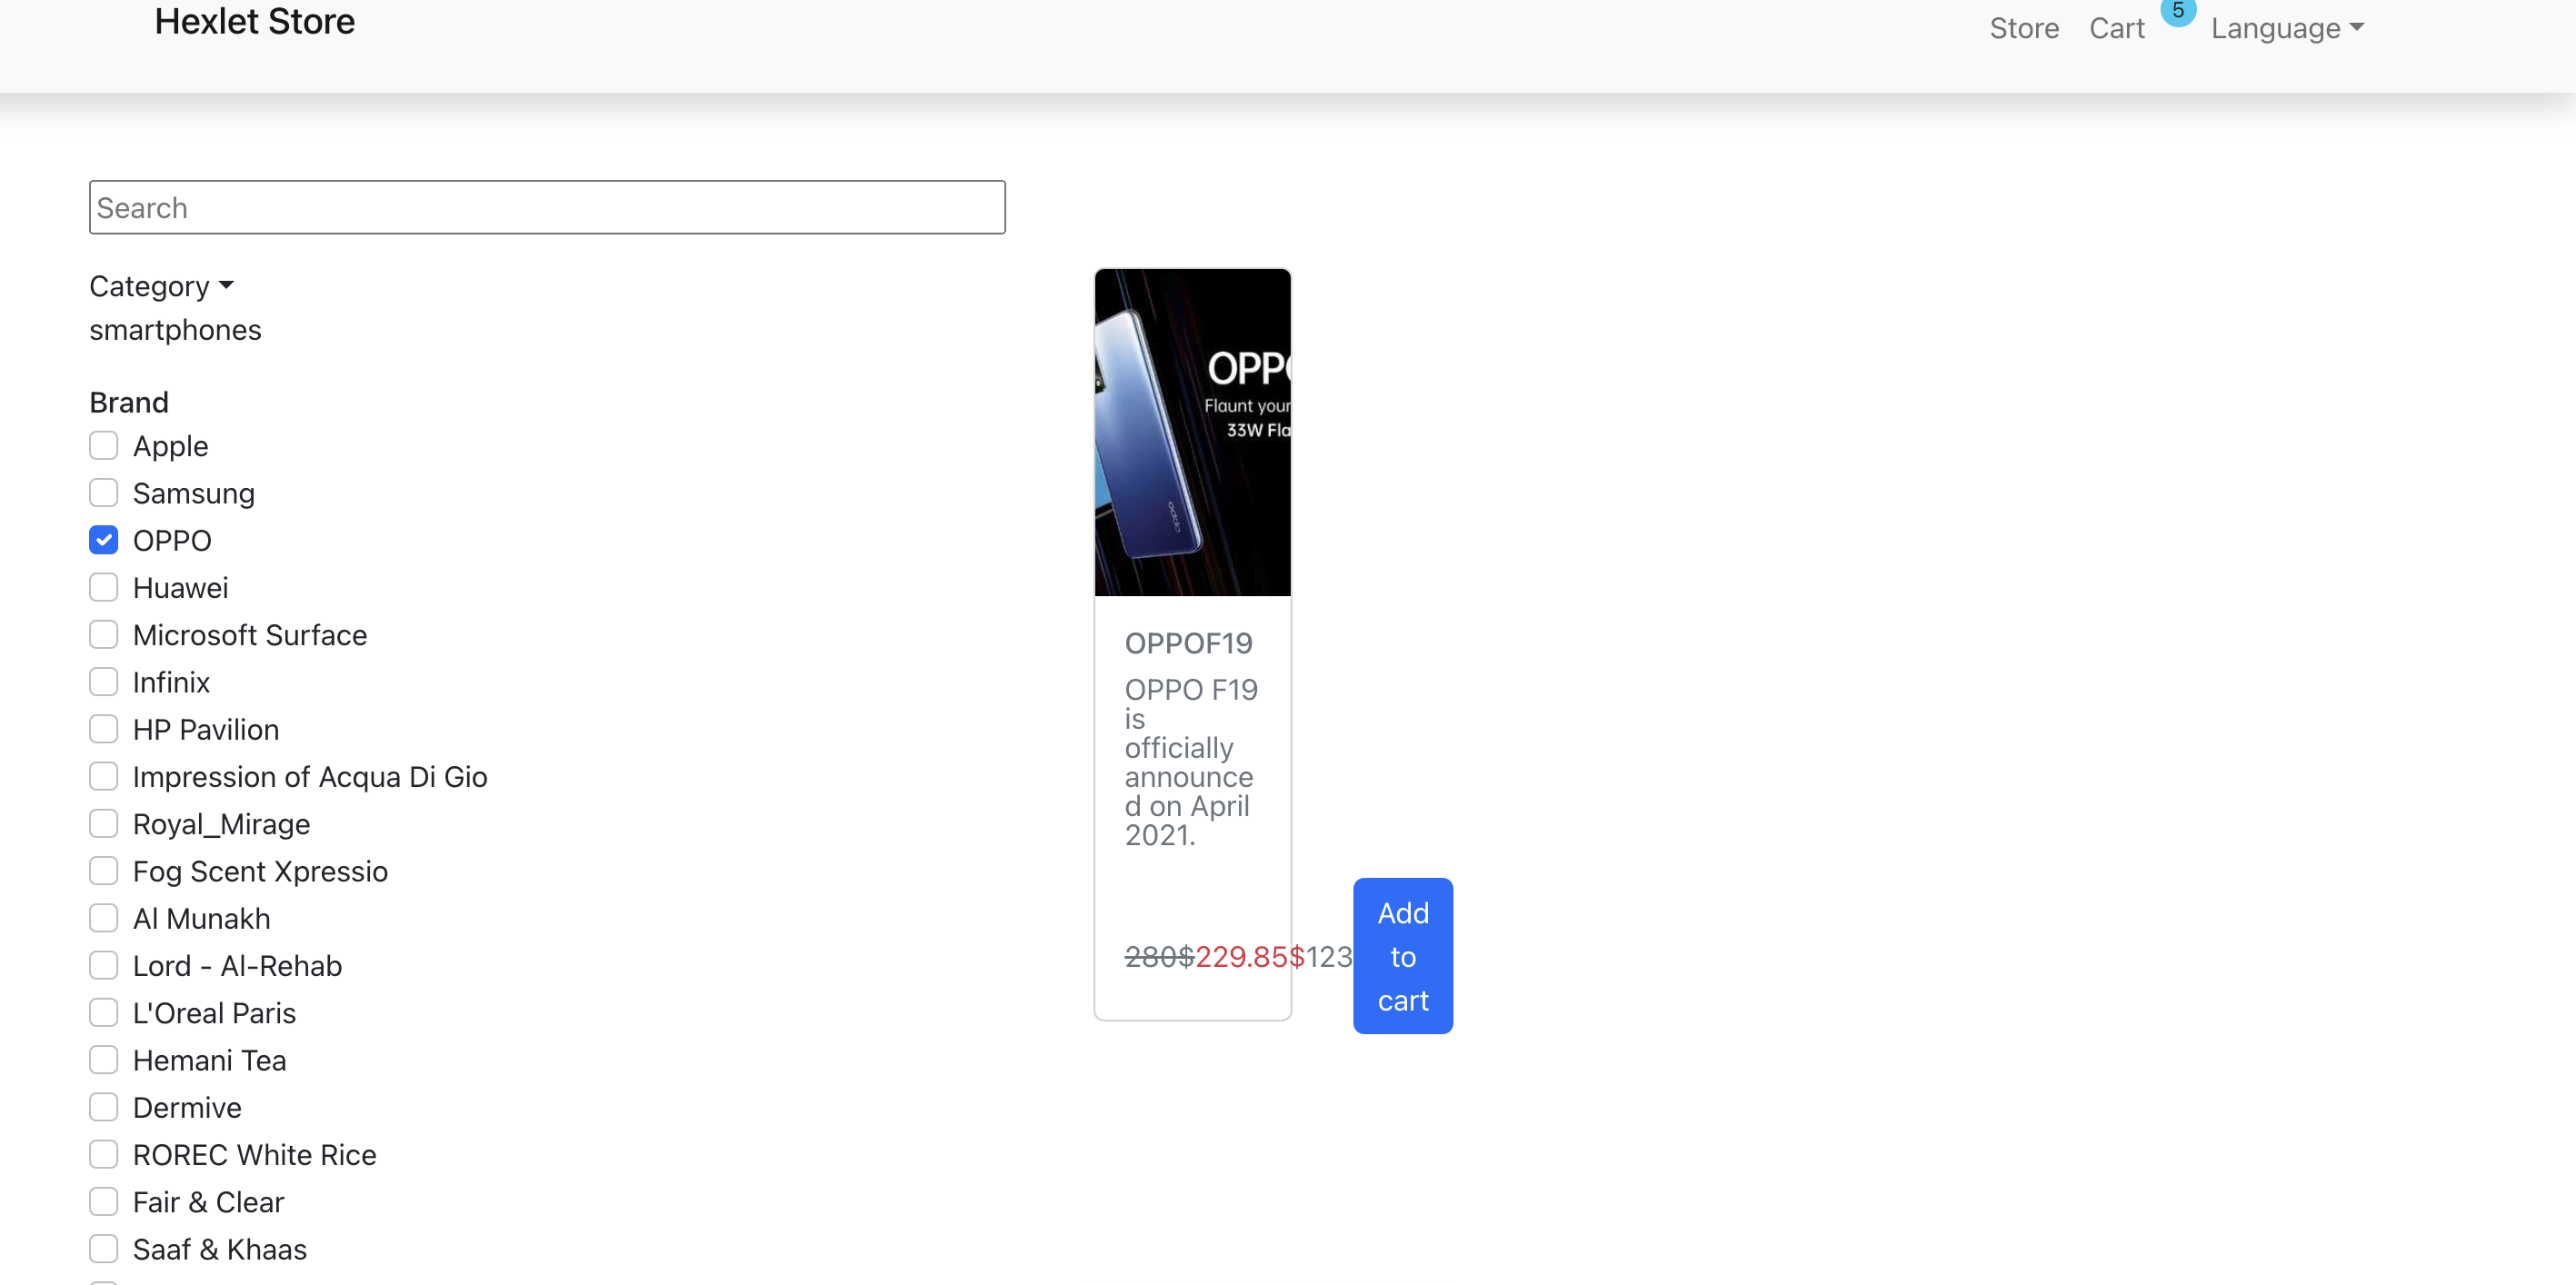 Hexlet Store
Store Cart 5 Language
Search
Category
smartphones
Brand
Apple
Samsung
OPPO
Huawei
Microsoft Surface
Infinix
HP Pavilion
Impression of Acqua Di Gio
Royal_Mirage
Fog Scent Xpressio
Al Munakh
Lord - Al-Rehab
L'Oreal Paris
Hemani Tea
Dermive
ROREC White Rice
Fair & Clear
Saaf & Khaas
OPP
Flaunt your
33W Fla
oppo
OPPOF19
OPPO F19
is
officially
announce
d on April
2021.
280$229.85$123
Add
to
cart